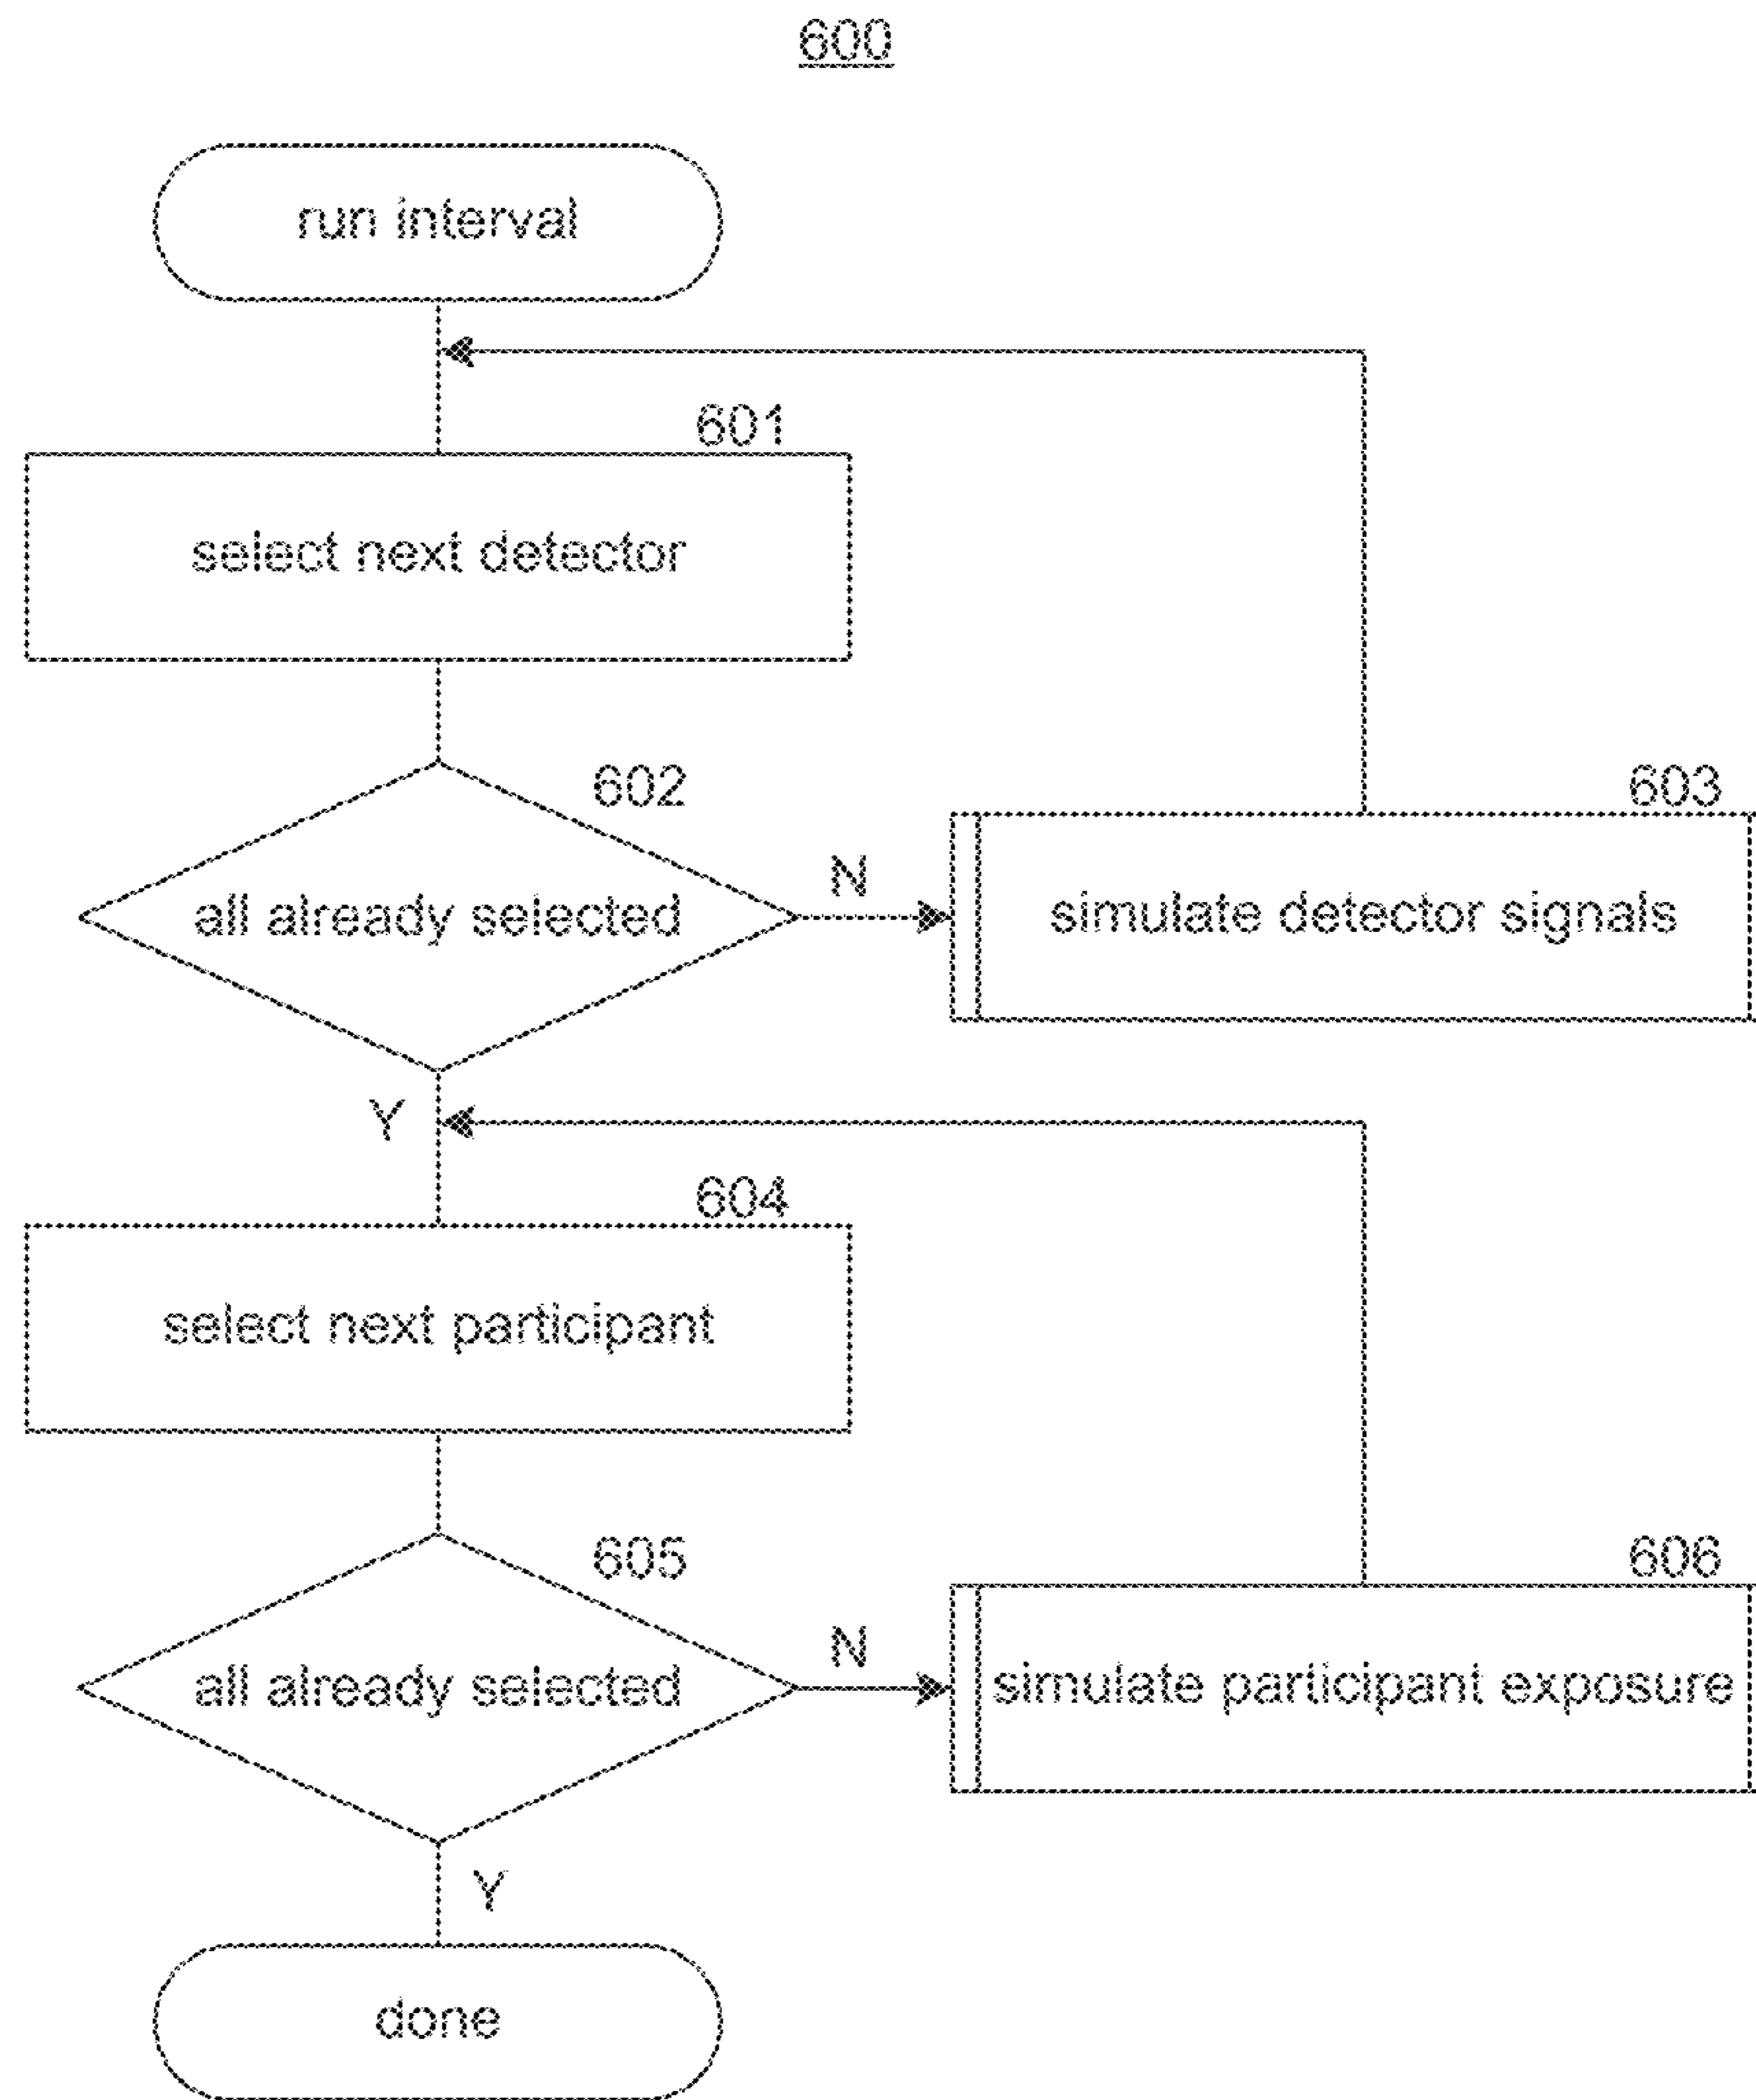 600
run interval
601
select next detector
602
all already selected
N
603
simulate detector signals
Y
604
select next participant
605
all already selected
N
606
simulate participant exposure
Y
done